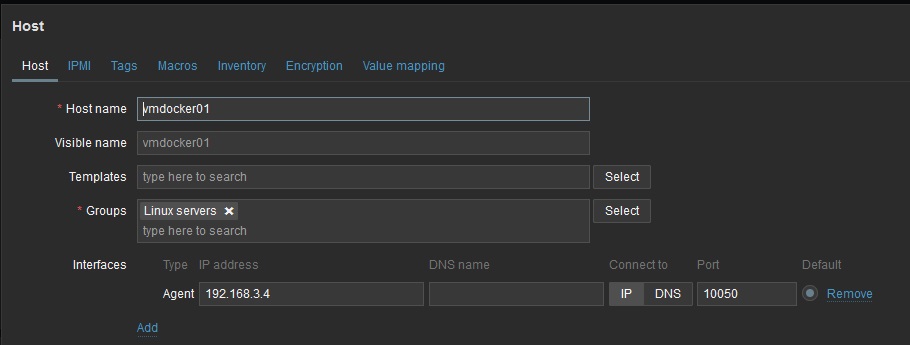 Host
Host IPMI Tags Macros Inventory Encryption Value mapping
* Host name vmdocker01
Visible name vmdocker01
Templates type here to search Select
* Groups Linux servers × Select
type here to search
Interfaces Type IP address DNS name Connect to Port Default
Agent 192.168.3.4 IP DNS 10050 Remove
Add